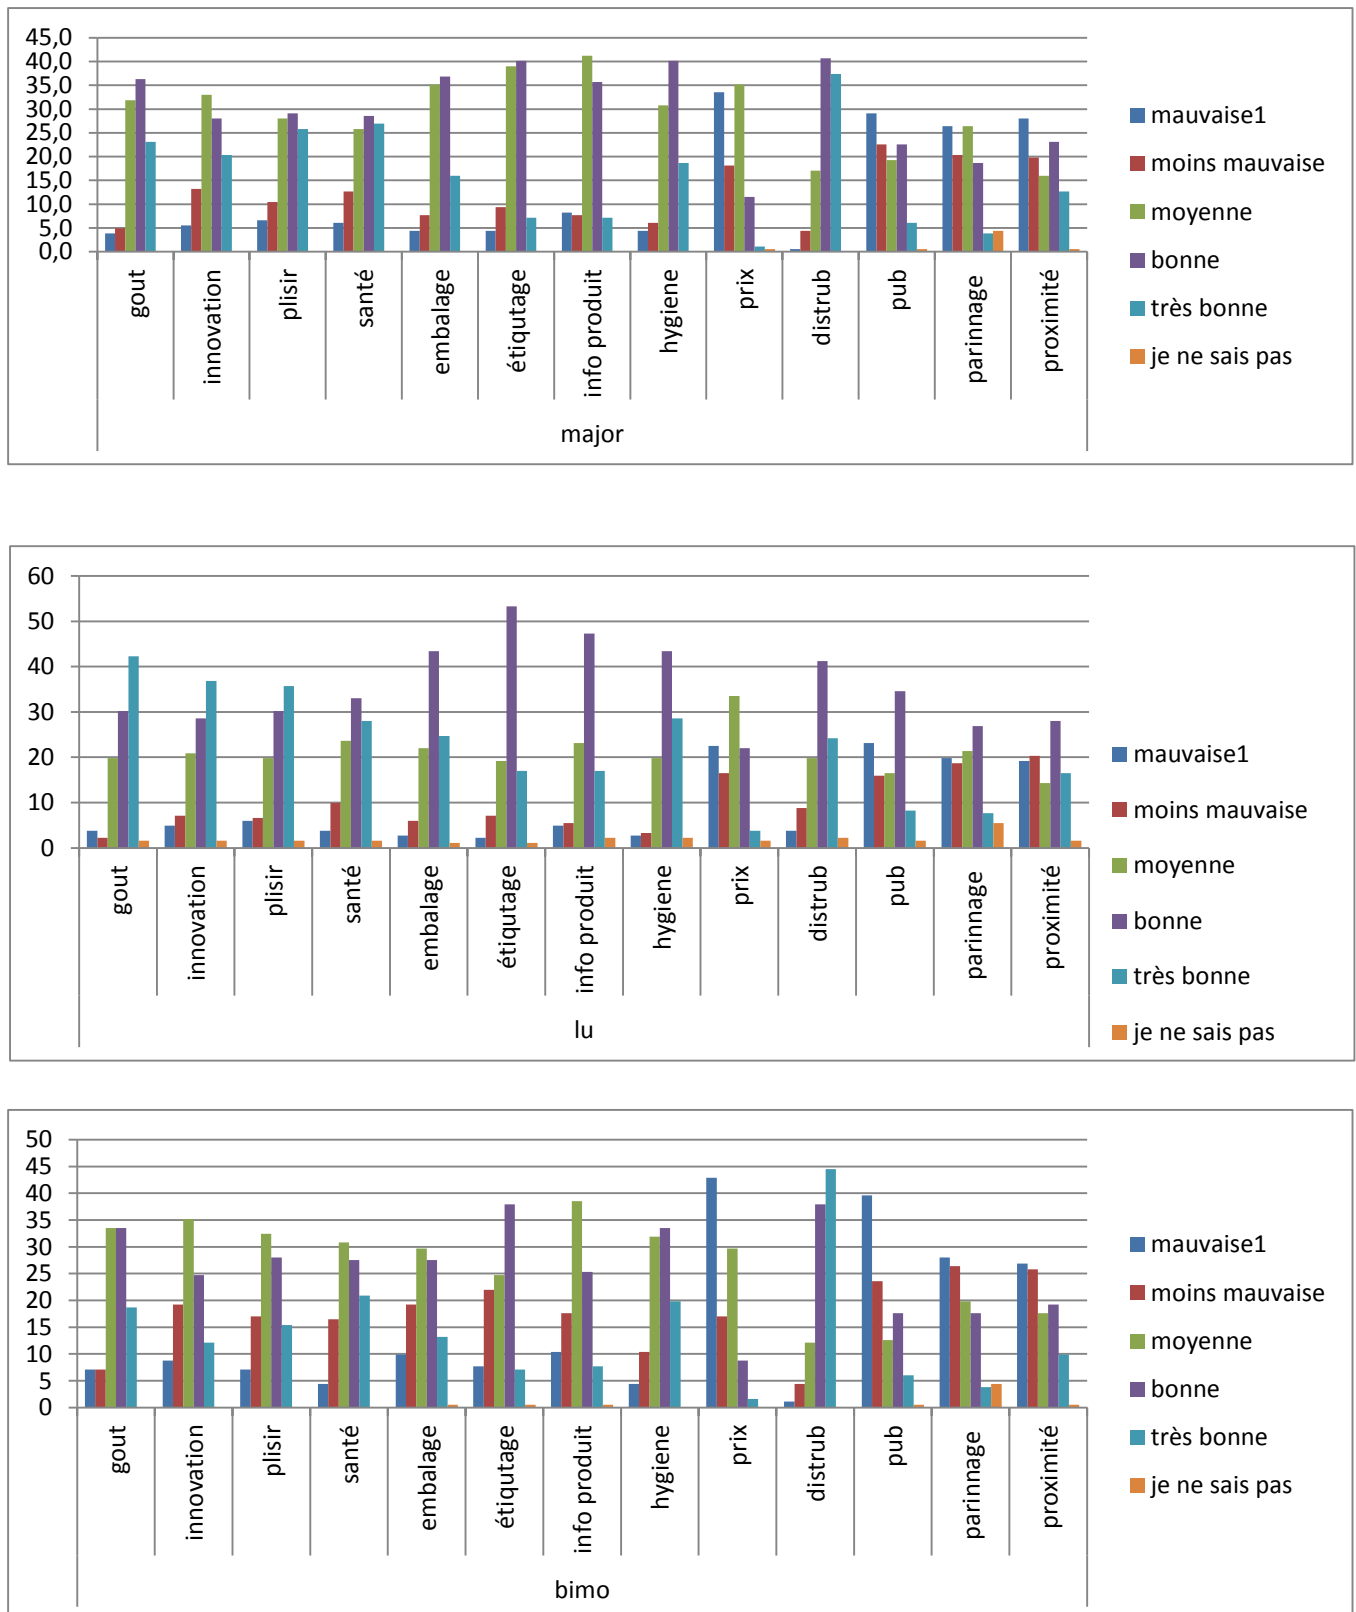 45,0
40,0
35,0
30,0
25,0
20,0
15,0
10,0
5,0
0,0
gout
innovation
plisir
santé
embalage
étiqutage
info produit
hygiene
prix
distrub
pub
parinnage
proximité
major
mauvaise1
moins mauvaise
moyenne
bonne
très bonne
je ne sais pas
60
50
40
30
20
10
0
gout
innovation
plisir
santé
embalage
étiqutage
info produit
hygiene
prix
distrub
pub
parinnage
proximité
lu
mauvaise1
moins mauvaise
moyenne
bonne
très bonne
je ne sais pas
50
45
40
35
30
25
20
15
10
5
0
gout
innovation
plisir
santé
embalage
étiqutage
info produit
hygiene
prix
distrub
pub
parinnage
proximité
bimo
mauvaise1
moins mauvaise
moyenne
bonne
très bonne
je ne sais pas